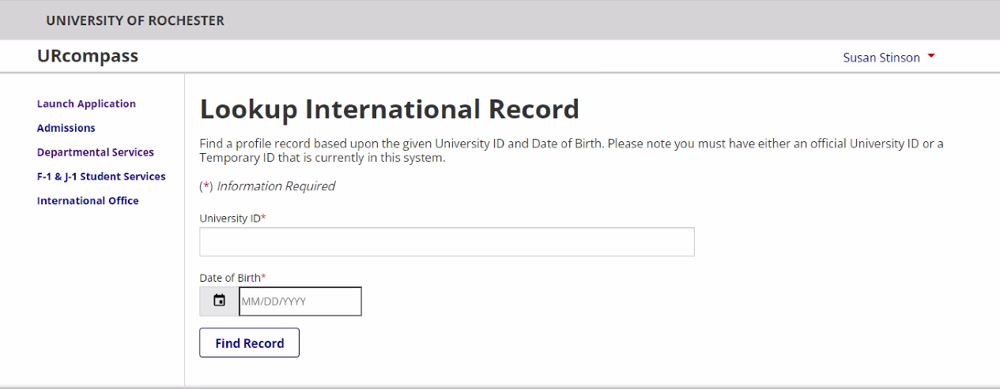 UNIVERSITY OF ROCHESTER
URcompass
Susan Stinson
Launch Application
Admissions
Departmental Services
F-1 & J-1 Student Services
International Office
Lookup International Record
Find a profile record based upon the given University ID and Date of Birth. Please note you must have either an official University ID or a
Temporary ID that is currently in this system.
(*) Information Required
University ID*
Date of Birth*
MM/DD/YYYY
Find Record